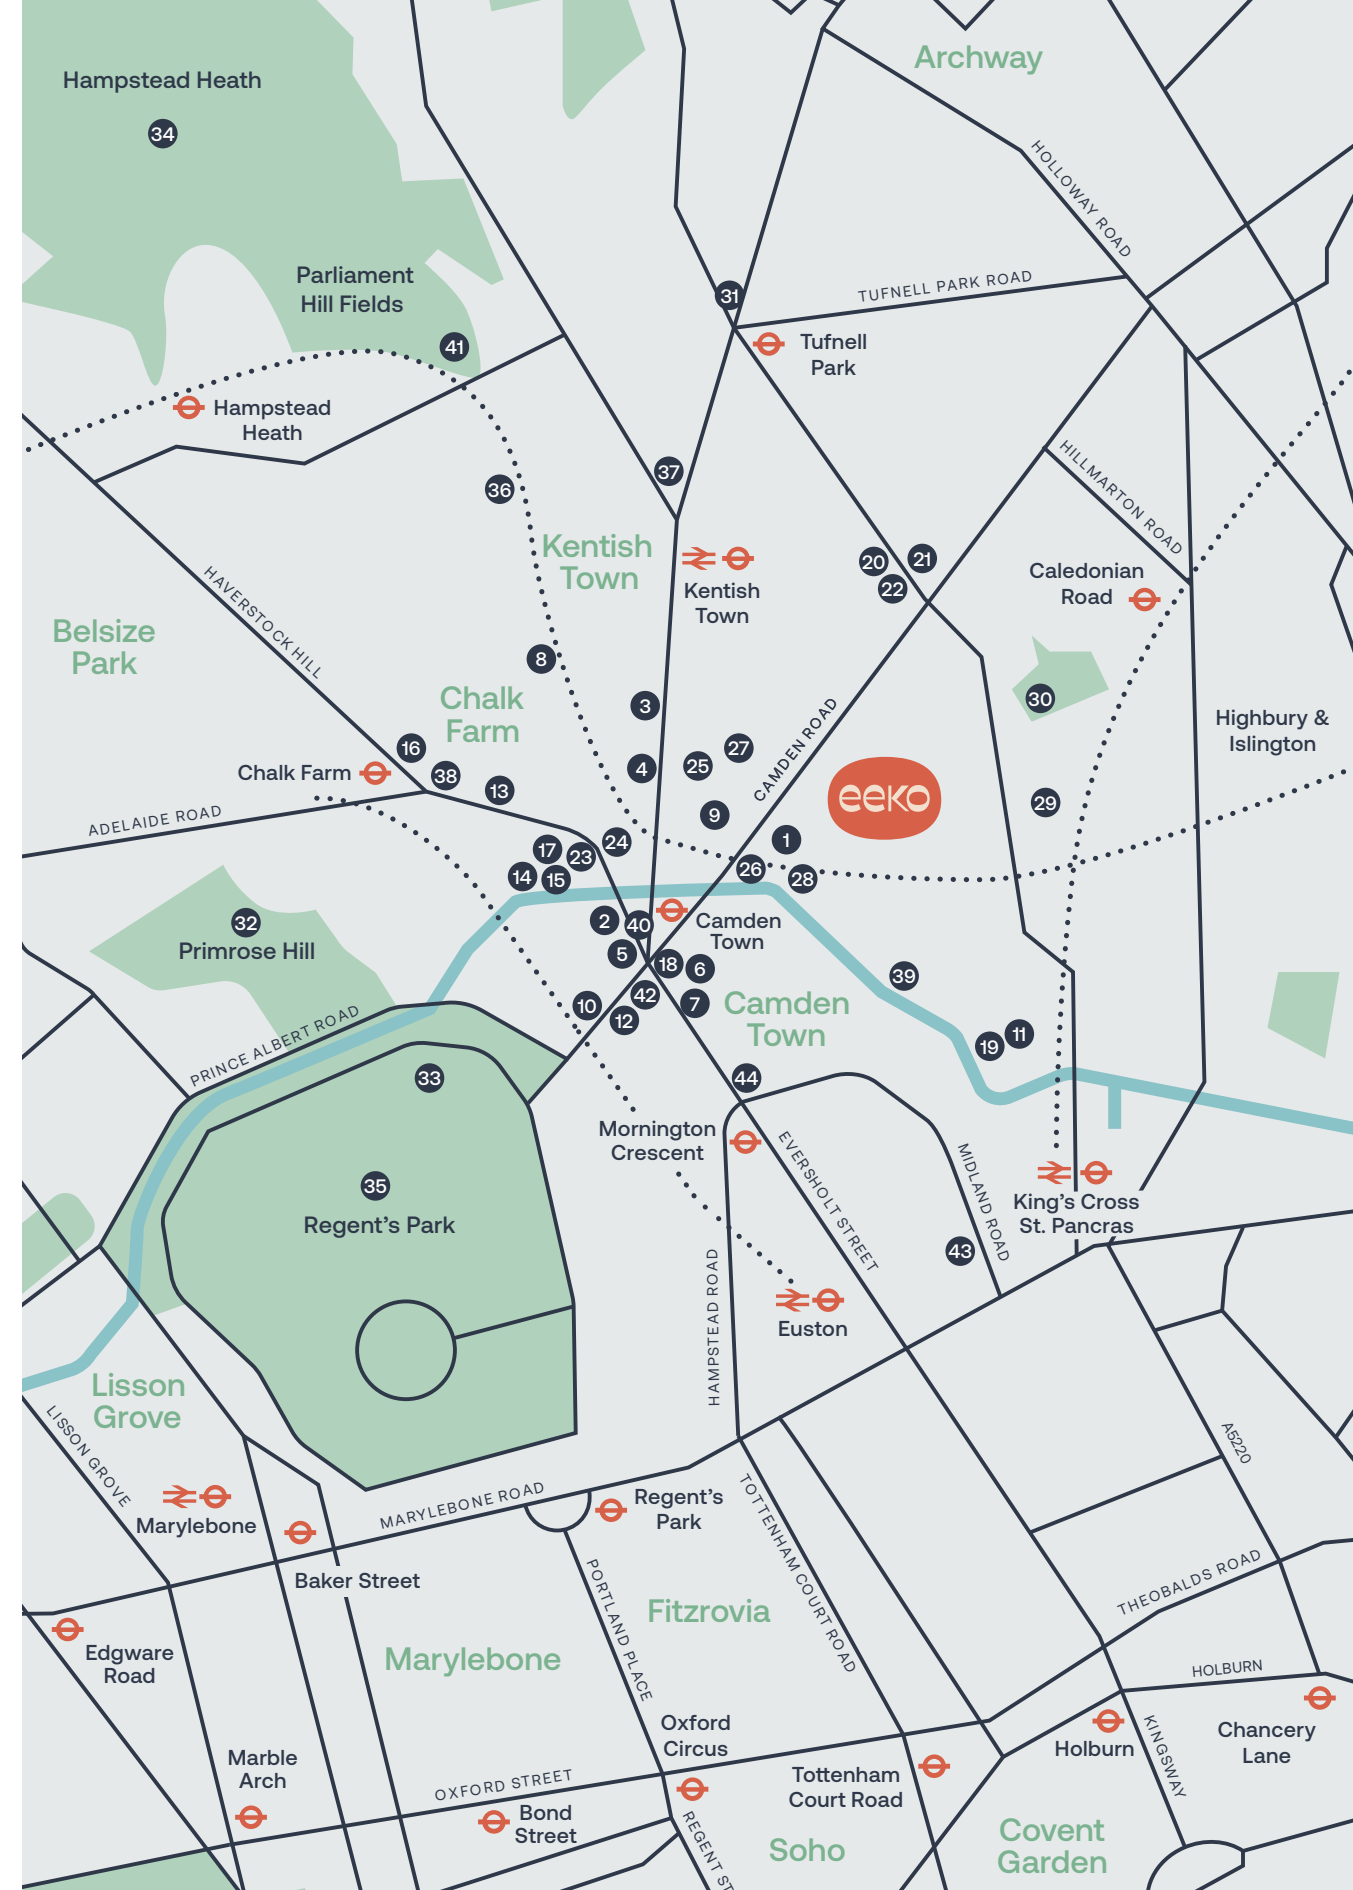 Archway
Hampstead Heath
34
HOLLOWAY ROAD
Parliament
Hill Fields
31
TUFNELL PARK ROAD
41
Tufnell
Park
Hampstead
Heath
37
36
HILLMARTON ROAD
Kentish
Town
20
21
22
Kentish
Town
Caledonian
Road
HAVERSTOCK HILL
Belsize
Park
8
Chalk
Farm
3
30
CAMDEN ROAD
Highbury &
Islington
16
27
Chalk Farm
38
4
25
13
eeKO
29
ADELAIDE ROAD
9
1
24
17
23
14
15
26
28
32
Primrose Hill
2
40
Camden
Town
5
18
6
39
10
42
7
12
Camden
Town
PRINCE ALBERT ROAD
19
11
33
44
Mornington
Crescent
EVERSHOLT STREET
MIDLAND ROAD
35
Regent's Park
King's Cross
St. Pancras
43
HAMPSTEAD ROAD
Euston
Lisson
Grove
LISSON GROVE
A5220
Marylebone
MARYLEBONE ROAD
Regent's
Park
TOTTENHAM COURT ROAD
Baker Street
PORTLAND PLACE
Fitzrovia
THEOBALDS ROAD
Edgware
Road
Marylebone
HOLBURN
Oxford
Circus
Holburn
KINGSWAY
Chancery
Lane
Marble
Arch
OXFORD STREET
Tottenham
Court Road
Bond
Street
REGENT ST
Soho
Covent
Garden